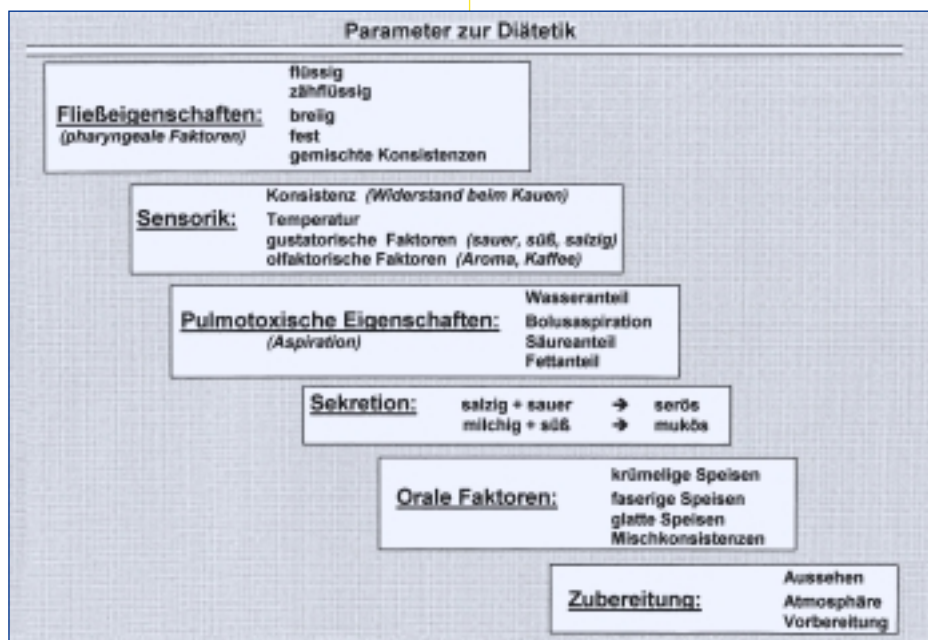 Parameter zur Diätetik
flüssig
zähflüssig
Fließeigenschaften: breiig
(pharyngeale Faktoren) fest
gemischte Konsistenzen
Konsistenz (Widerstand beim Kauen)
Sensorik: Temperatur
gustatorische Faktoren (sauer, süß, salzig)
olfaktorische Faktoren (Aroma, Kaffee)
Wasseranteil
Pulmotoxische Eigenschaften: Bolusaspiration
(Aspiration) Säureanteil
Fettanteil
Sekretion: salzig + sauer ➔ serös
milchig + süß ➔ mukös
krümelige Speisen
Orale Faktoren: faserige Speisen
glatte Speisen
Mischkonsistenzen
Aussehen
Zubereitung: Atmosphäre
Vorbereitung